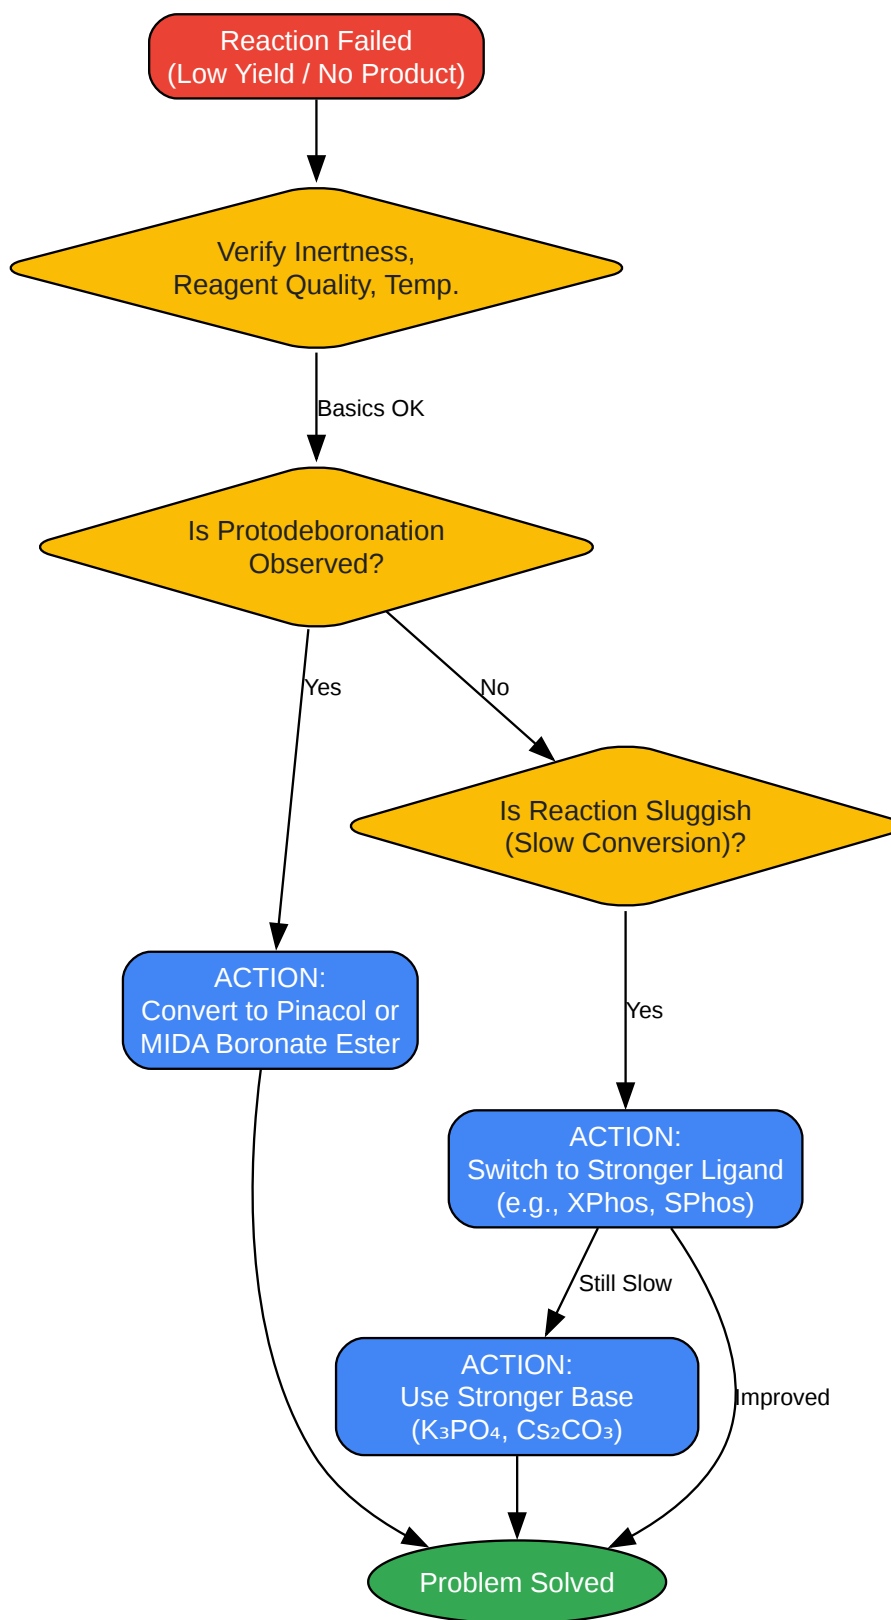 Reaction Failed
(Low Yield / No Product)
Verify Inertness,
Reagent Quality, Temp.
Basics OK
Is Protodeboronation
Observed?
Yes
No
Is Reaction Sluggish
(Slow Conversion)?
ACTION:
Convert to Pinacol or
MIDA Boronate Ester
Yes
ACTION:
Switch to Stronger Ligand
(e.g., XPhos, SPhos)
Still Slow
ACTION:
Use Stronger Base
(K₃PO₄, Cs₂CO₃)
Improved
Problem Solved